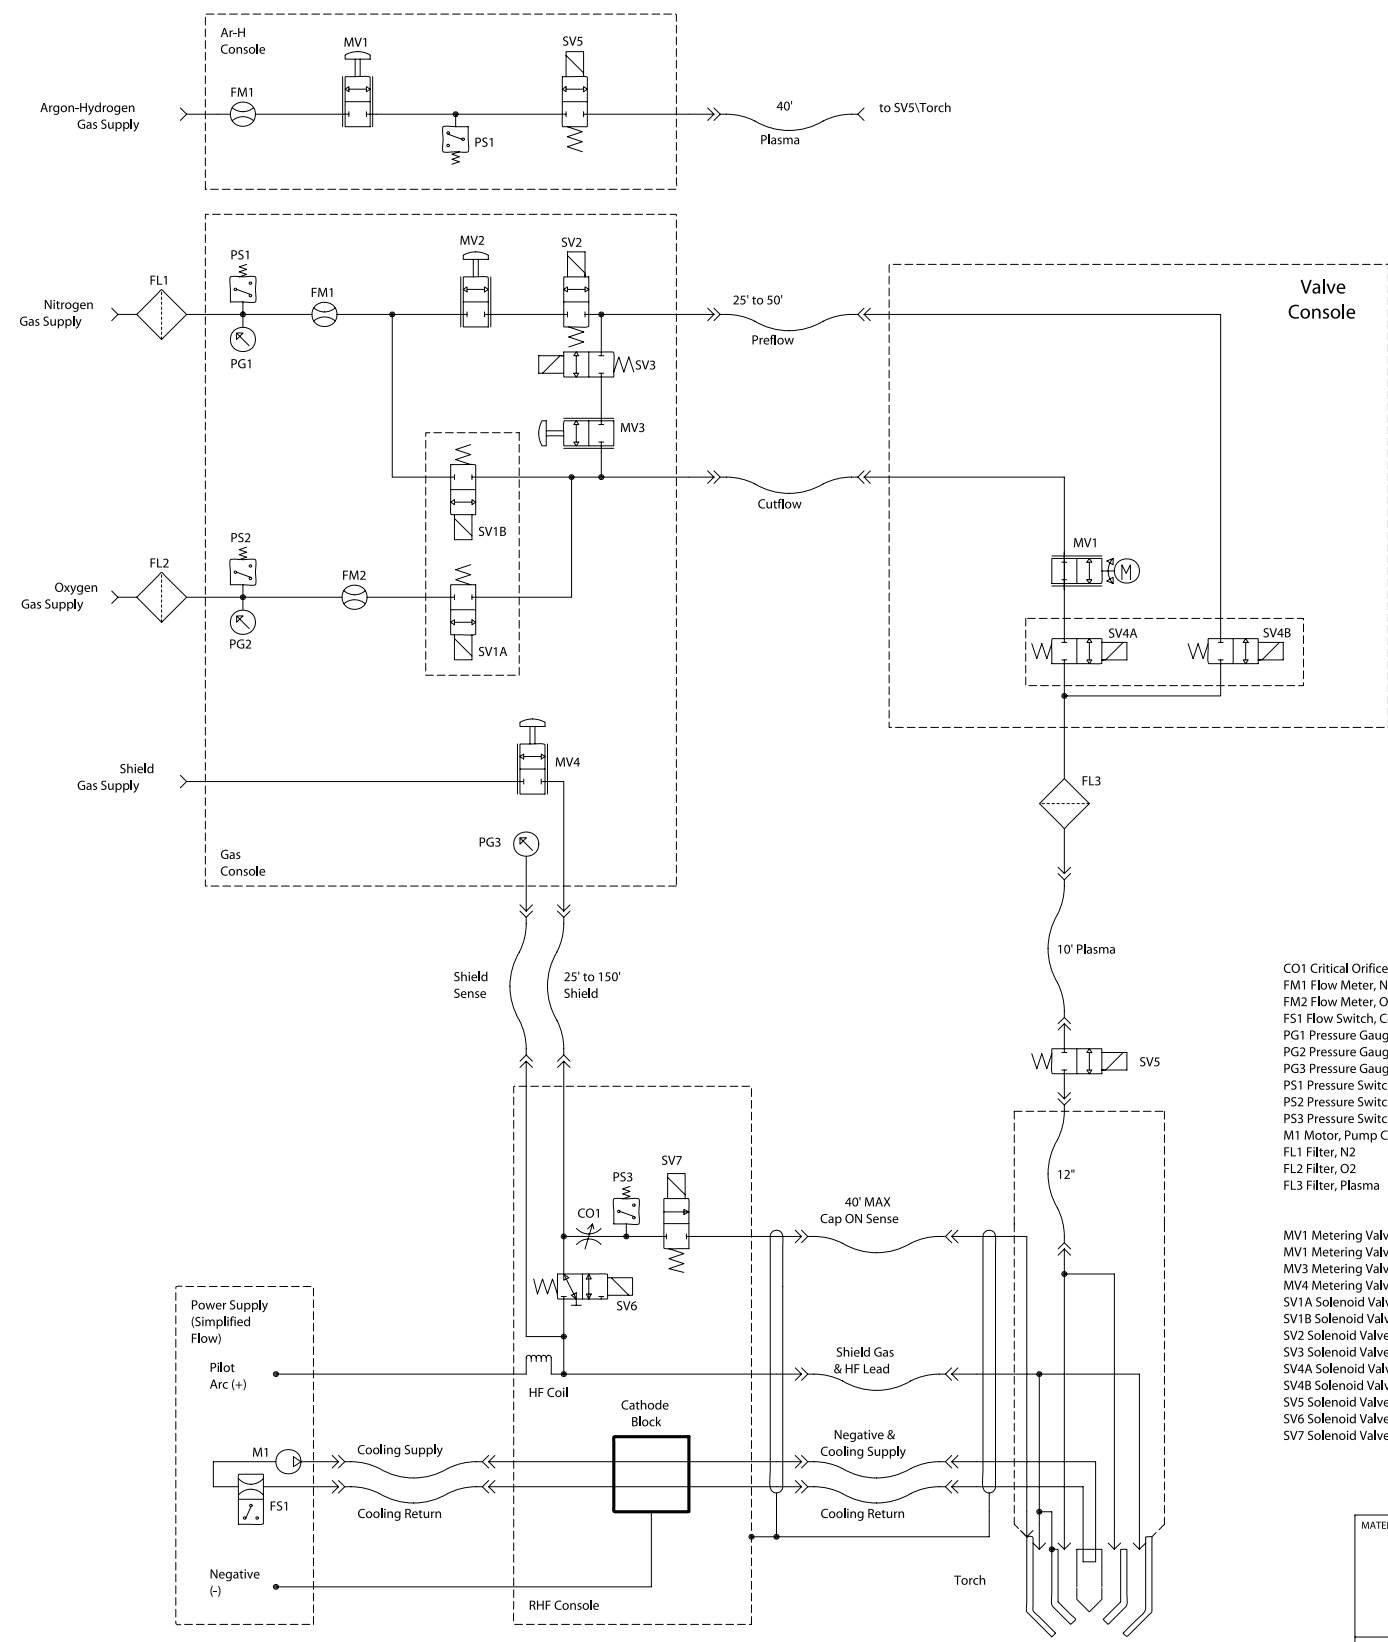 Ar-H
Console
MV1
SV5
FM1
Argon-Hydrogen
Gas Supply
PS1
40'
Plasma
to SV5\Torch
PS1
MV2
SV2
FL1
FM1
Nitrogen
Gas Supply
PG1
SV3
MV3
25' to 50'
Preflow
Valve
Console
SV1B
Cutflow
PS2
FL2
FM2
Oxygen
Gas Supply
PG2
SV1A
MV1
M
SV4A
SV4B
MV4
Shield
Gas Supply
PG3
Gas
Console
FL3
Shield
Sense
25' to 150'
Shield
10' Plasma
SV5
CO1 Critical Orifice
FM1 Flow Meter, N
FM2 Flow Meter, O
FS1 Flow Switch, C
PG1 Pressure Gaug
PG2 Pressure Gaug
PG3 Pressure Gaug
PS1 Pressure Switc
PS2 Pressure Switc
PS3 Pressure Switc
M1 Motor, Pump C
FL1 Filter, N2
FL2 Filter, O2
FL3 Filter, Plasma
MV1 Metering Valv
MV1 Metering Valv
MV3 Metering Valv
MV4 Metering Valv
SV1A Solenoid Valv
SV1B Solenoid Valv
SV2 Solenoid Valve
SV3 Solenoid Valve
SV4A Solenoid Valv
SV4B Solenoid Valv
SV5 Solenoid Valve
SV6 Solenoid Valve
SV7 Solenoid Valve
SV7
PS3
CO1
40' MAX
Cap ON Sense
12"
SV6
Power Supply
(Simplified
Flow)
Pilot
Arc (+)
HF Coil
Shield Gas
& HF Lead
Cathode
Block
M1
Cooling Supply
Negative &
Cooling Supply
FS1
Cooling Return
Cooling Return
Negative
(-)
RHF Console
Torch
MATE